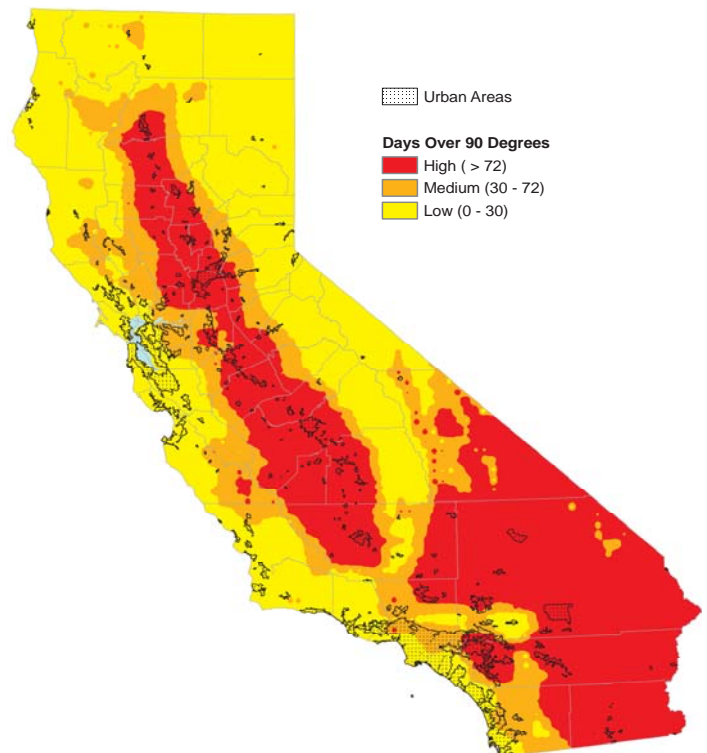 Urban Areas
Days Over 90 Degrees
High ( > 72)
Medium (30 - 72)
Low (0 - 30)